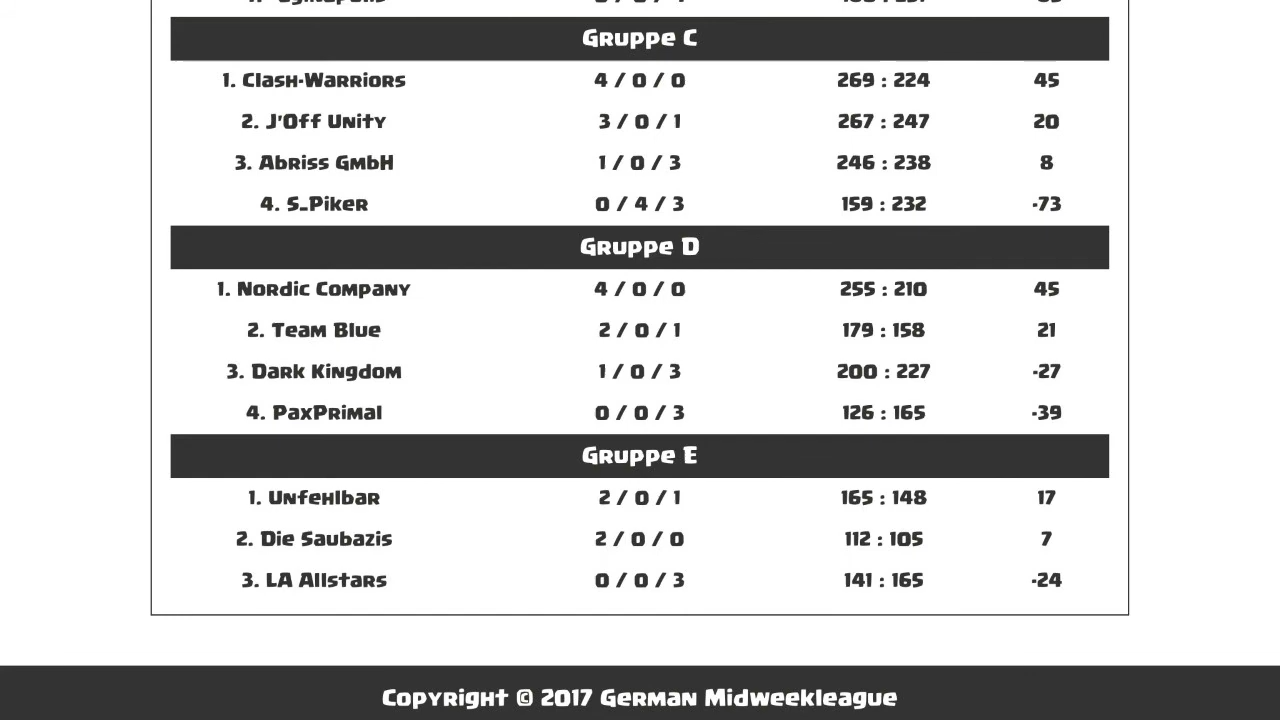 Gruppe C
1. Clash-Warriors 4 / 0 / 0 269 : 224 45
2. J'Off Unity 3 / 0 / 1 267 : 247 20
3. Abriss GmbH 1 / 0 / 3 246 : 238 8
4. S_Piker 0 / 4 / 3 159 : 232 -73
Gruppe D
1. Nordic Company 4 / 0 / 0 255 : 210 45
2. Team Blue 2 / 0 / 1 179 : 158 21
3. Dark Kingdom 1 / 0 / 3 200 : 227 -27
4. PaxPrimal 0 / 0 / 3 126 : 165 -39
Gruppe E
1. Unfehlbar 2 / 0 / 1 165 : 148 17
2. Die Saubazis 2 / 0 / 0 112 : 105 7
3. LA Allstars 0 / 0 / 3 141 : 165 -24
Copyright © 2017 German Midweekleague